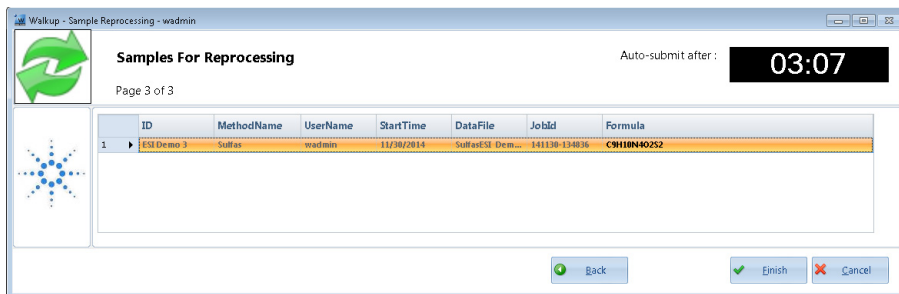 Walkup - Sample Reprocessing - wadmin
Samples For Reprocessing
Auto-submit after :
03:07
Page 3 of 3
ID MethodName UserName StartTime DataFile JobId Formula
1 ESI Demo 3 Sulfas wadmin 11/30/2014 SulfasESI Dem... 141130-134036 C9H10N4O2S2
Back Finish Cancel